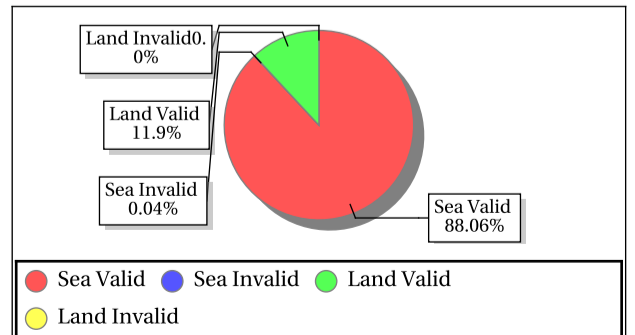 Land Invalid0.
0%
Land Valid
11.9%
Sea Invalid
0.04%
Sea Valid
88.06%
Sea Valid Sea Invalid Land Valid
Land Invalid